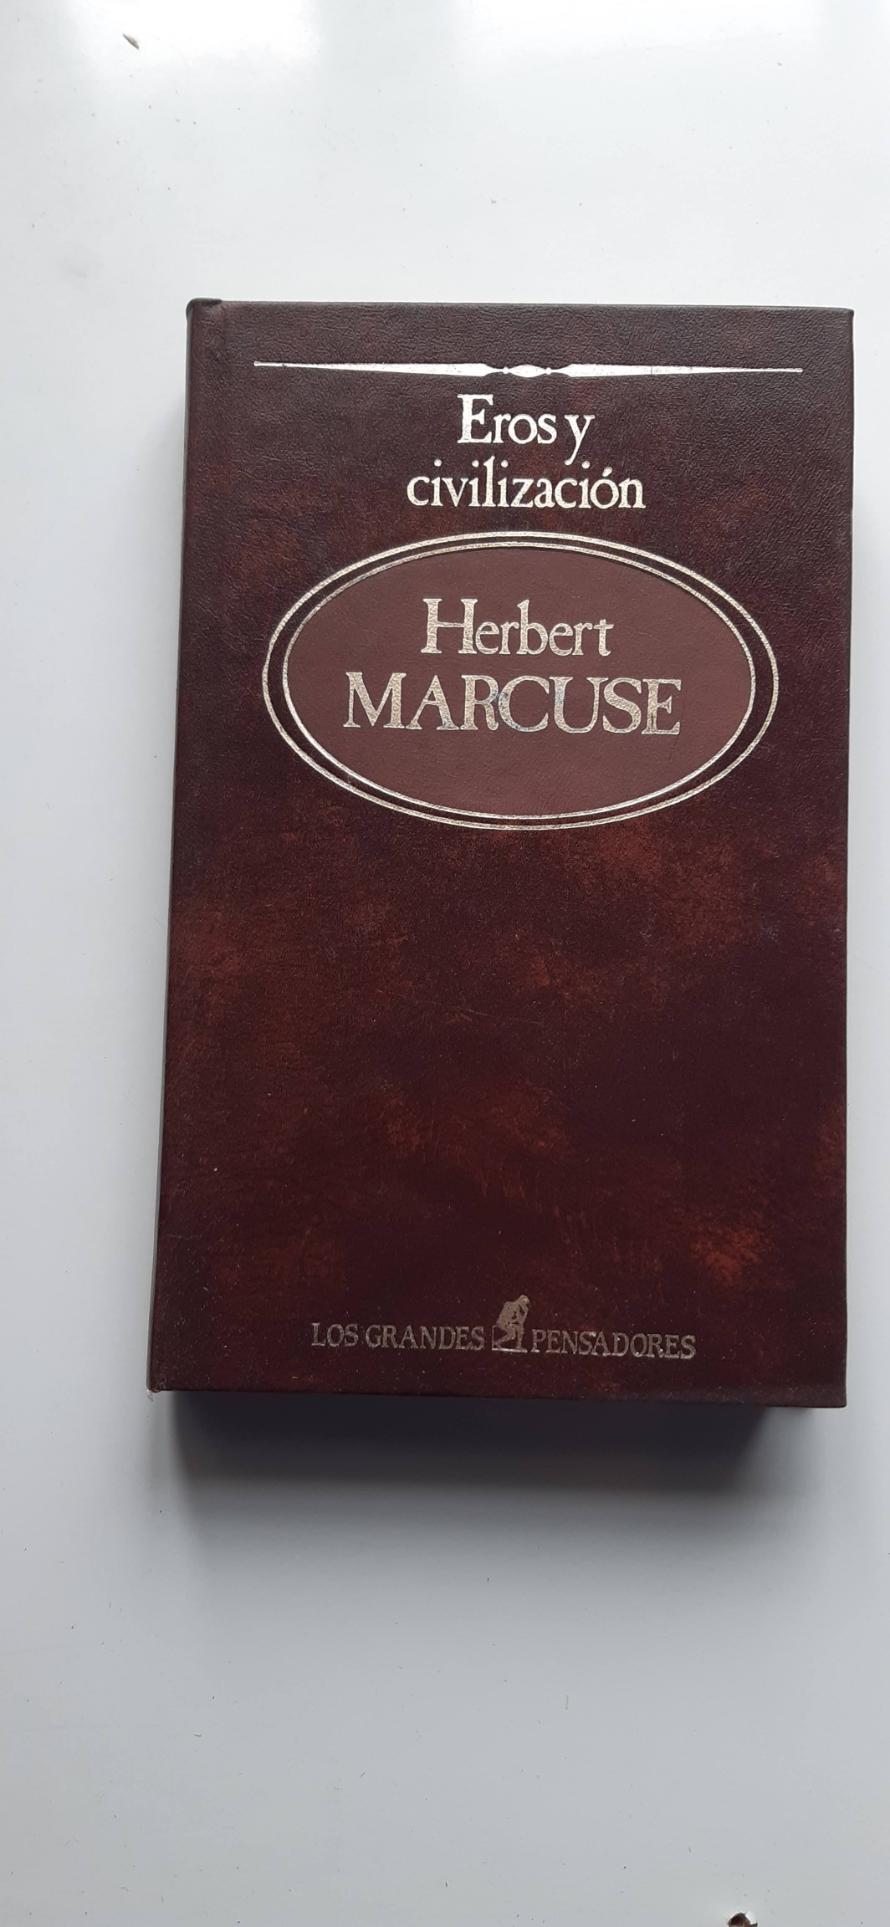 Eros y
civilización
Herbert
MARCUSE
LOS GRANDES PENSADORES